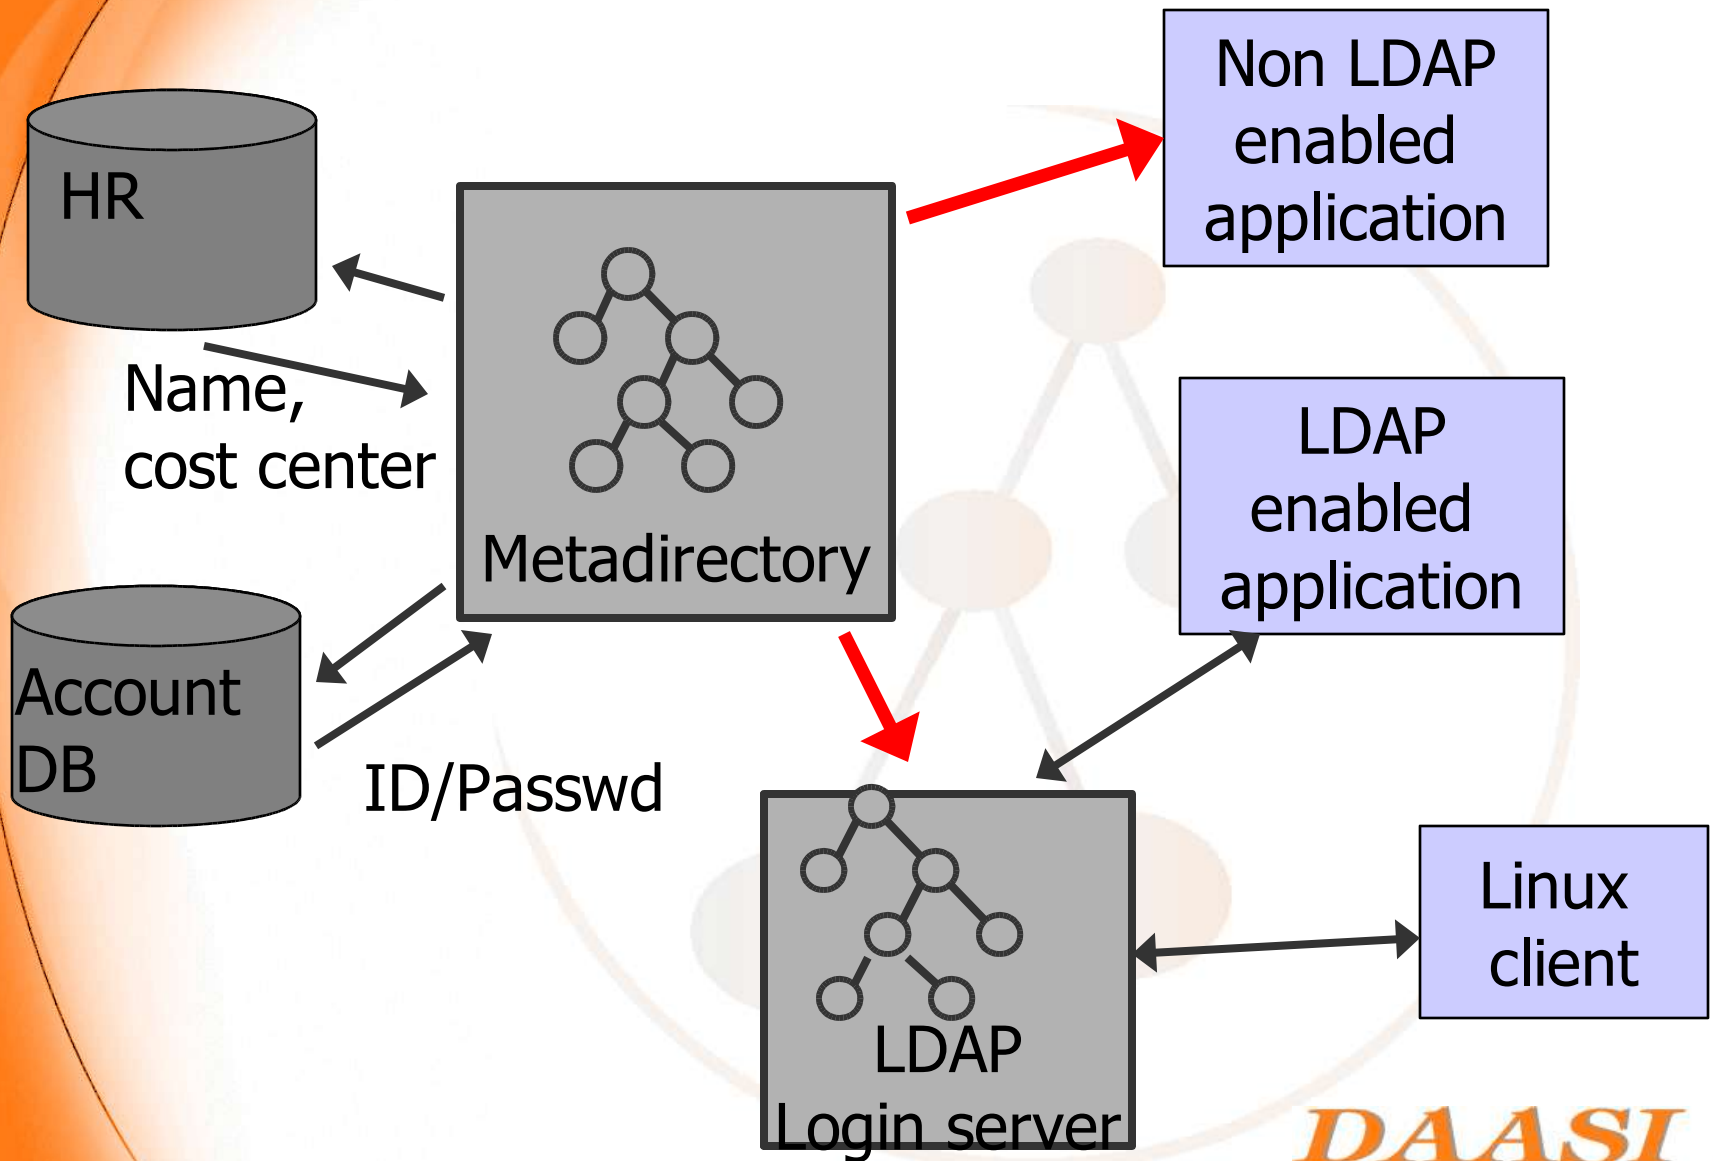 Non LDAP
enabled
application
HR
Name,
cost center
Metadirectory
LDAP
enabled
application
Account
DB
ID/Passwd
Linux
client
LDAP
Login server
DAASI